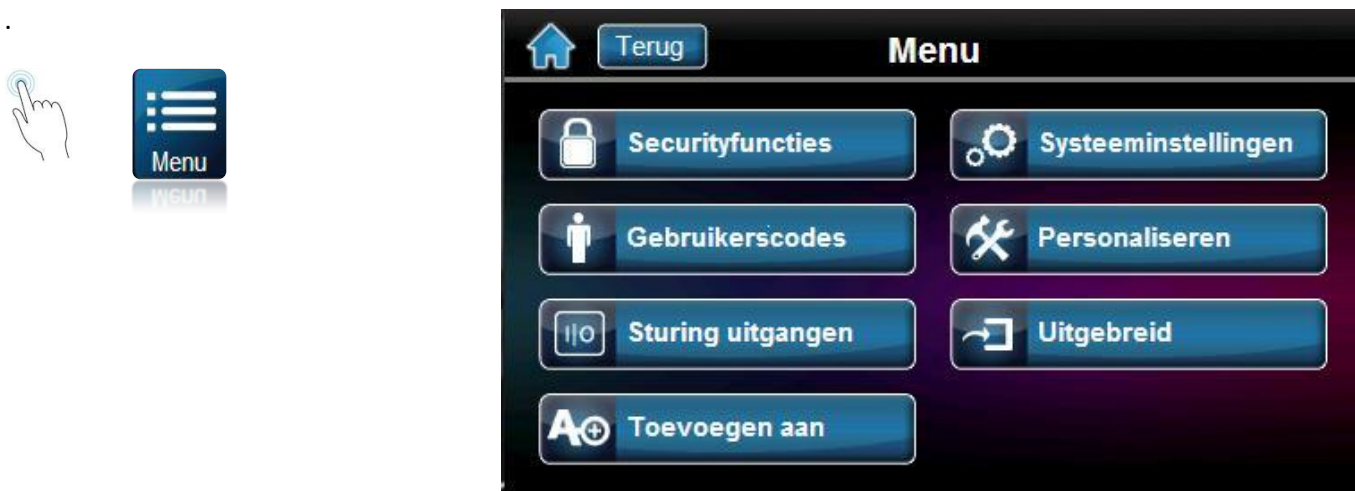 .
Menu
Terug
Menu
Securityfuncties
Systeeminstellingen
Gebruikerscodes
Personaliseren
Sturing uitgangen
Uitgebreid
Toevoegen aan